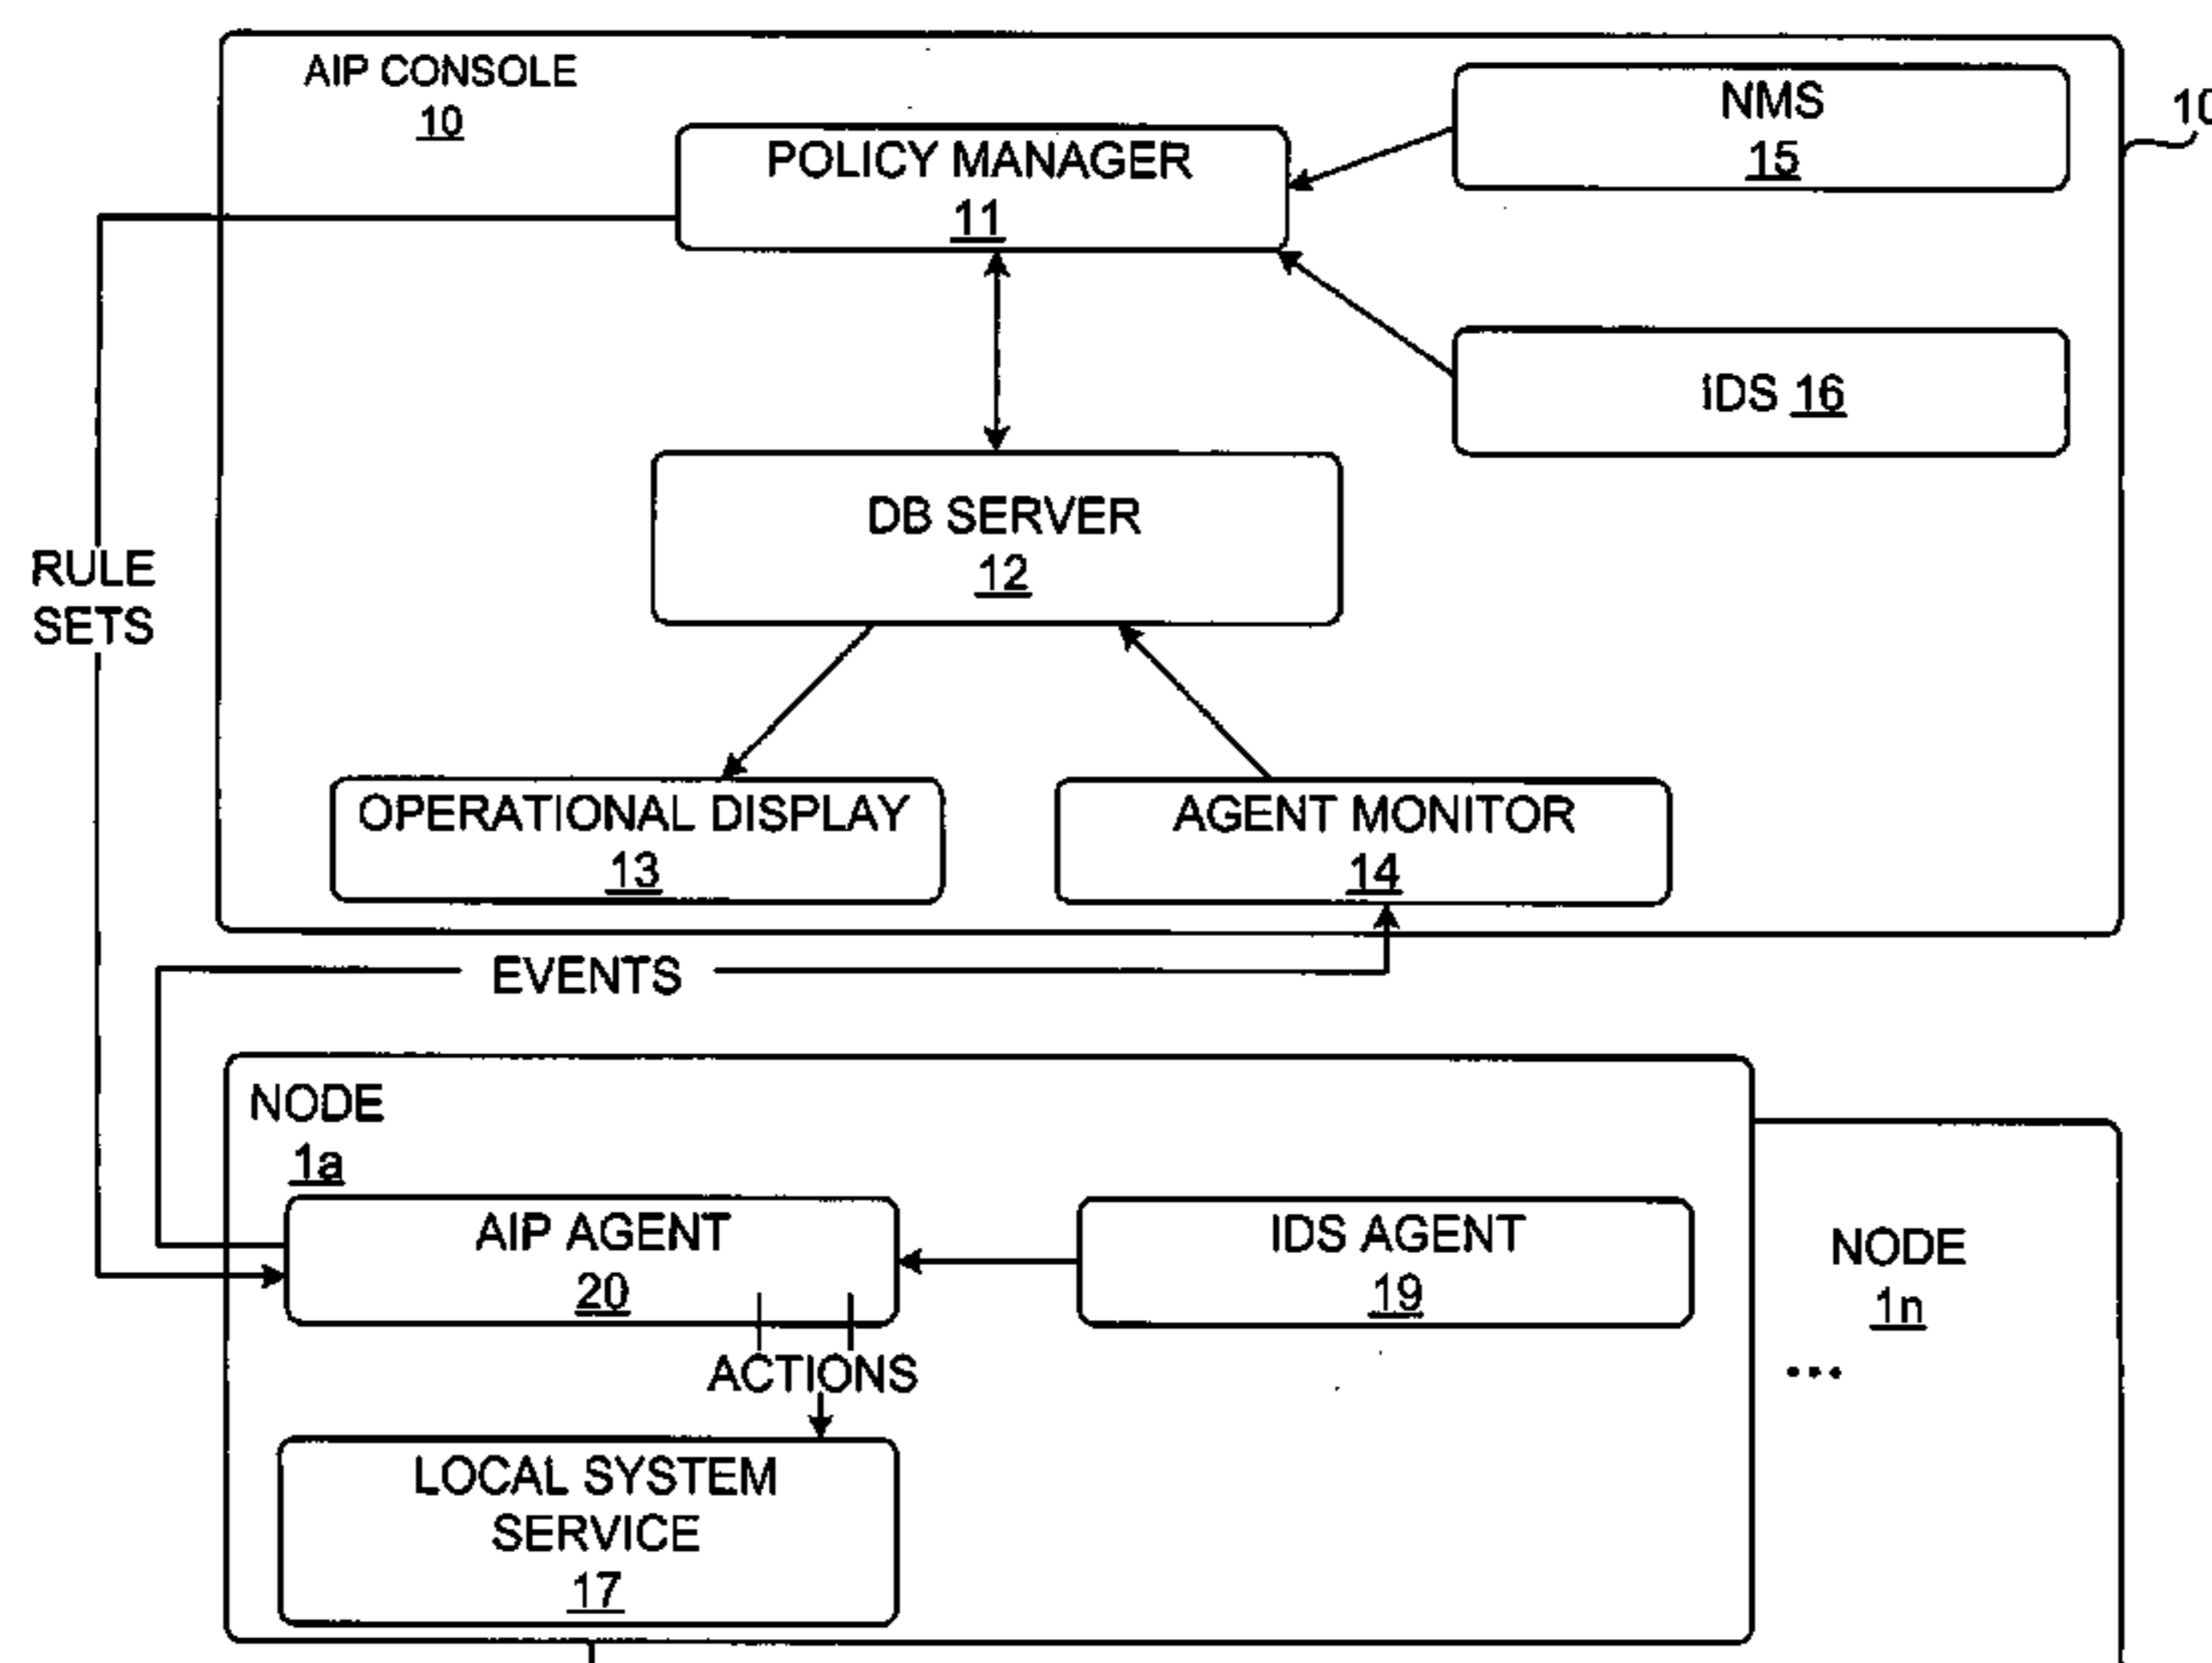 AIP CONSOLE
10
NMS
15
10
POLICY MANAGER
11
IDS 16
DB SERVER
12
RULE
SETS
OPERATIONAL DISPLAY
13
AGENT MONITOR
14
EVENTS
NODE
1a
AIP AGENT
20
IDS AGENT
19
NODE
1n
...
ACTIONS
LOCAL SYSTEM
SERVICE
17